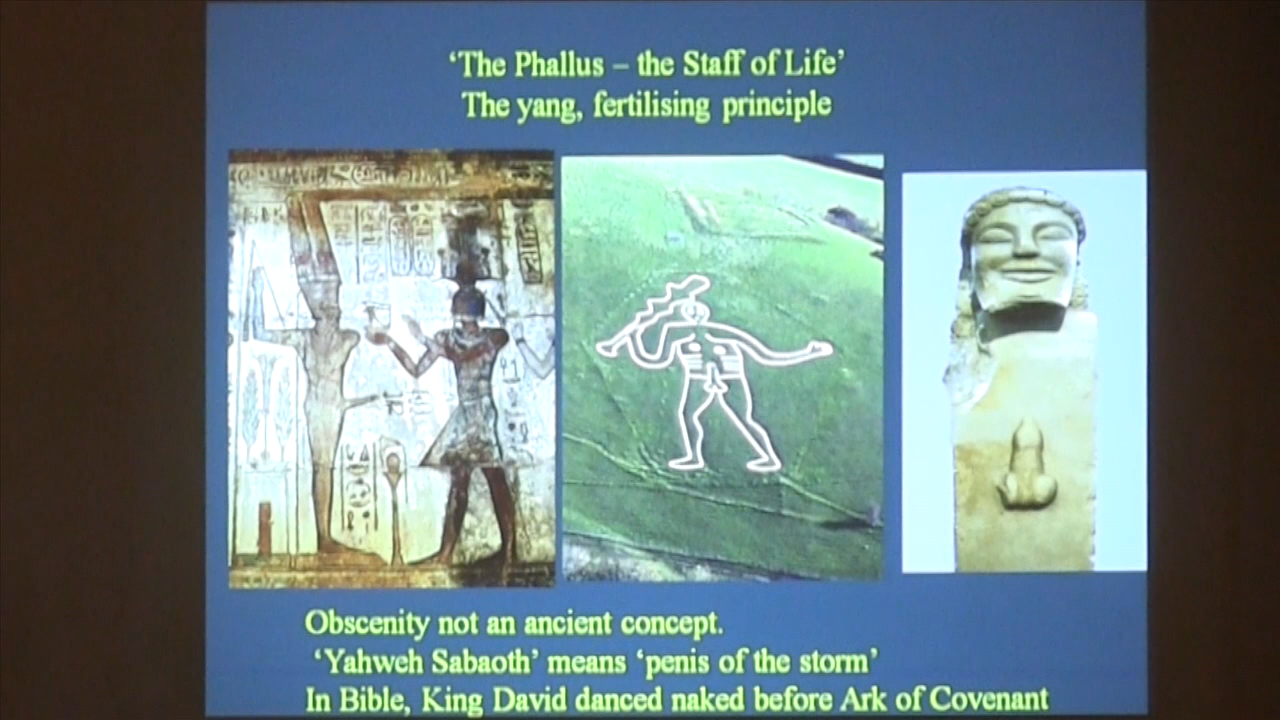 ‘The Phallus – the Staff of Life’
The yang, fertilising principle
Obscenity not an ancient concept.
‘Yahweh Sabaoth’ means ‘penis of the storm’
In Bible, King David danced naked before Ark of Covenant